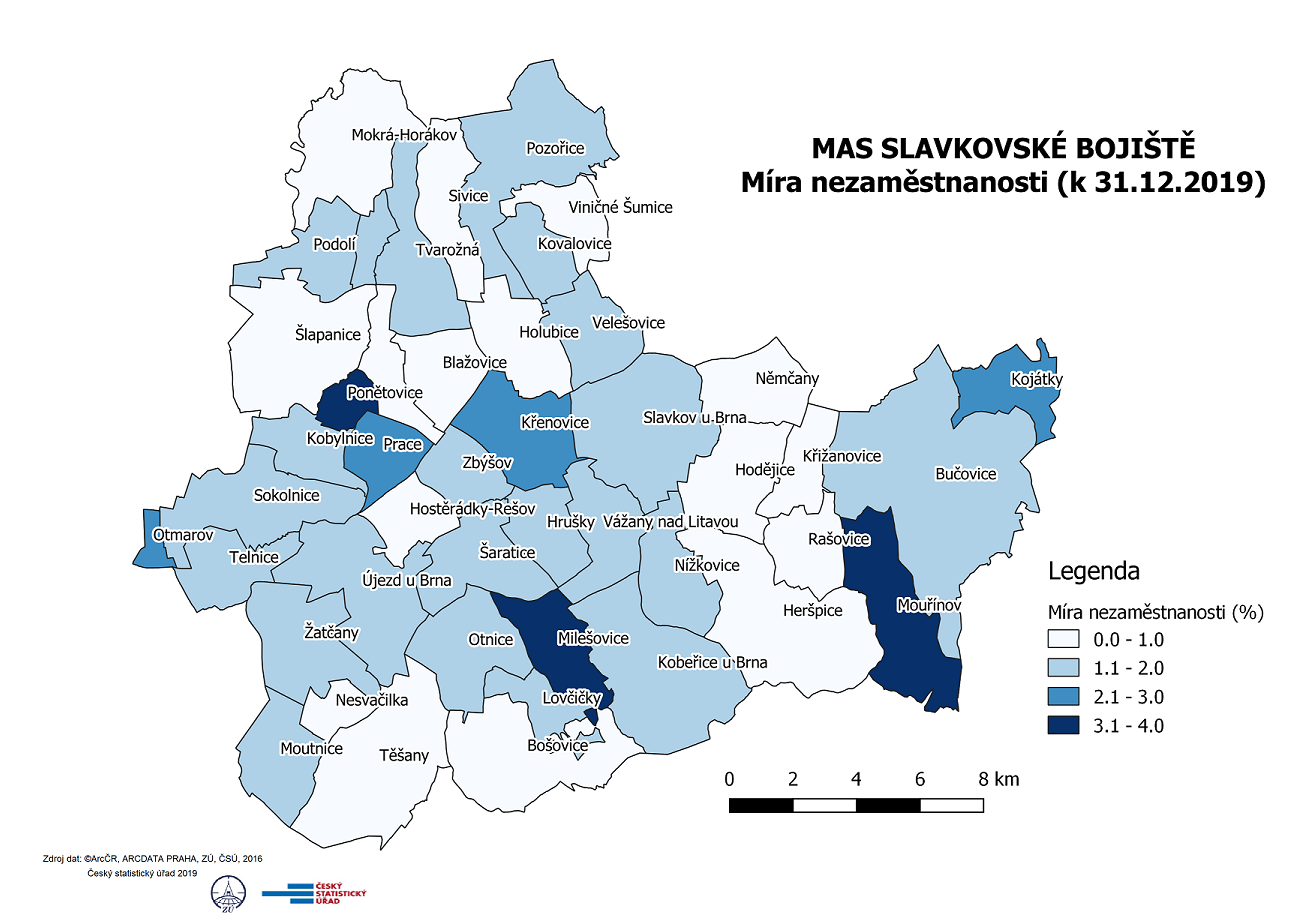 MAS SLAVKOVSKÉ BOJIŠTĚ
Míra nezaměstnanosti (k 31.12.2019)
Mokrá-Horákov
Pozořice
Sivice
Viničné Šumice
Podolí
Tvarožná
Kovalovice
Šlapanice
Holubice
Velešovice
Blažovice
Ponětovice
Němčany
Kojátky
Kobylnice
Prace
Křenovice
Slavkov u Brna
Zbýšov
Hodějice
Křižanovice
Bučovice
Sokolnice
Hostěrádky-Rešov
Hrušky
Vážany nad Litavou
Otmarov
Telnice
Šaratice
Rašovice
Újezd u Brna
Nížkovice
Heršpice
Mouřínov
Žatčany
Otnice
Milešovice
Kobeřice u Brna
Nesvačilka
Lovčičky
Moutnice
Těšany
Bošovice
Legenda
Míra nezaměstnanosti (%)
0.0 - 1.0
1.1 - 2.0
2.1 - 3.0
3.1 - 4.0
0 2 4 6 8 km
Zdroj dat: ©ArcČR, ARCDATA PRAHA, ZÚ, ČSÚ, 2016
Český statistický úřad 2019
ZÚ
ČESKÝ
STATISTICKÝ
ÚŘAD